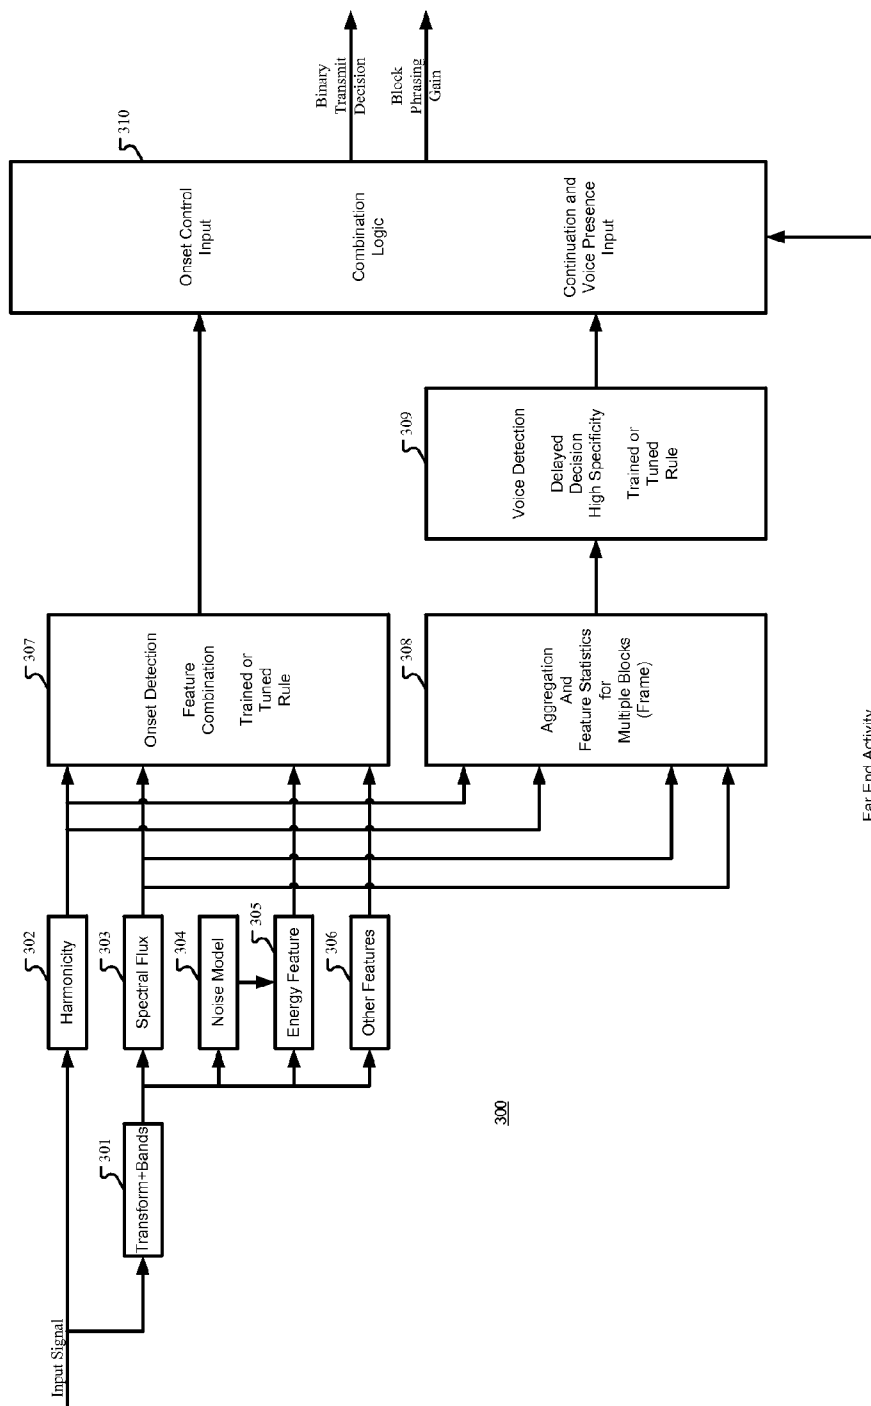 Input Signal
301
Transform+Bands
302
Harmonicity
303
Spectral Flux
304
Noise Model
305
Energy Feature
306
Other Features
307
Onset Detection
Feature
Combination
Trained or
Tuned
Rule
308
Aggregation
And
Feature Statistics
for
Multiple Blocks
(Frame)
309
Voice Detection
Delayed
Decision
High Specificity
Trained or
Tuned
Rule
310
Onset Control
Input
Combination
Logic
Continuation and
Voice Presence
Input
Binary
Transmit
Decision
Block
Phrasing
Gain
300
Far End Activity